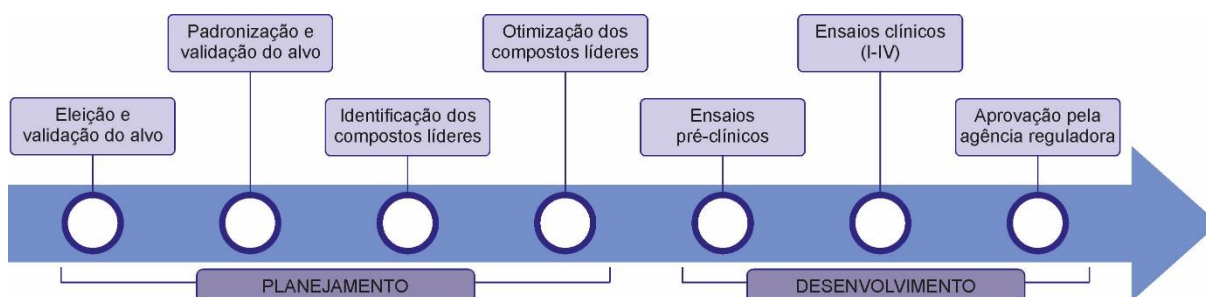 Eleição e
validação do alvo
Padronização e
validação do alvo
Identificação dos
compostos líderes
Otimização dos
compostos líderes
Ensaios
pré-clínicos
Ensaios clínicos
(I-IV)
Aprovação pela
agência reguladora
PLANEJAMENTO
DESENVOLVIMENTO